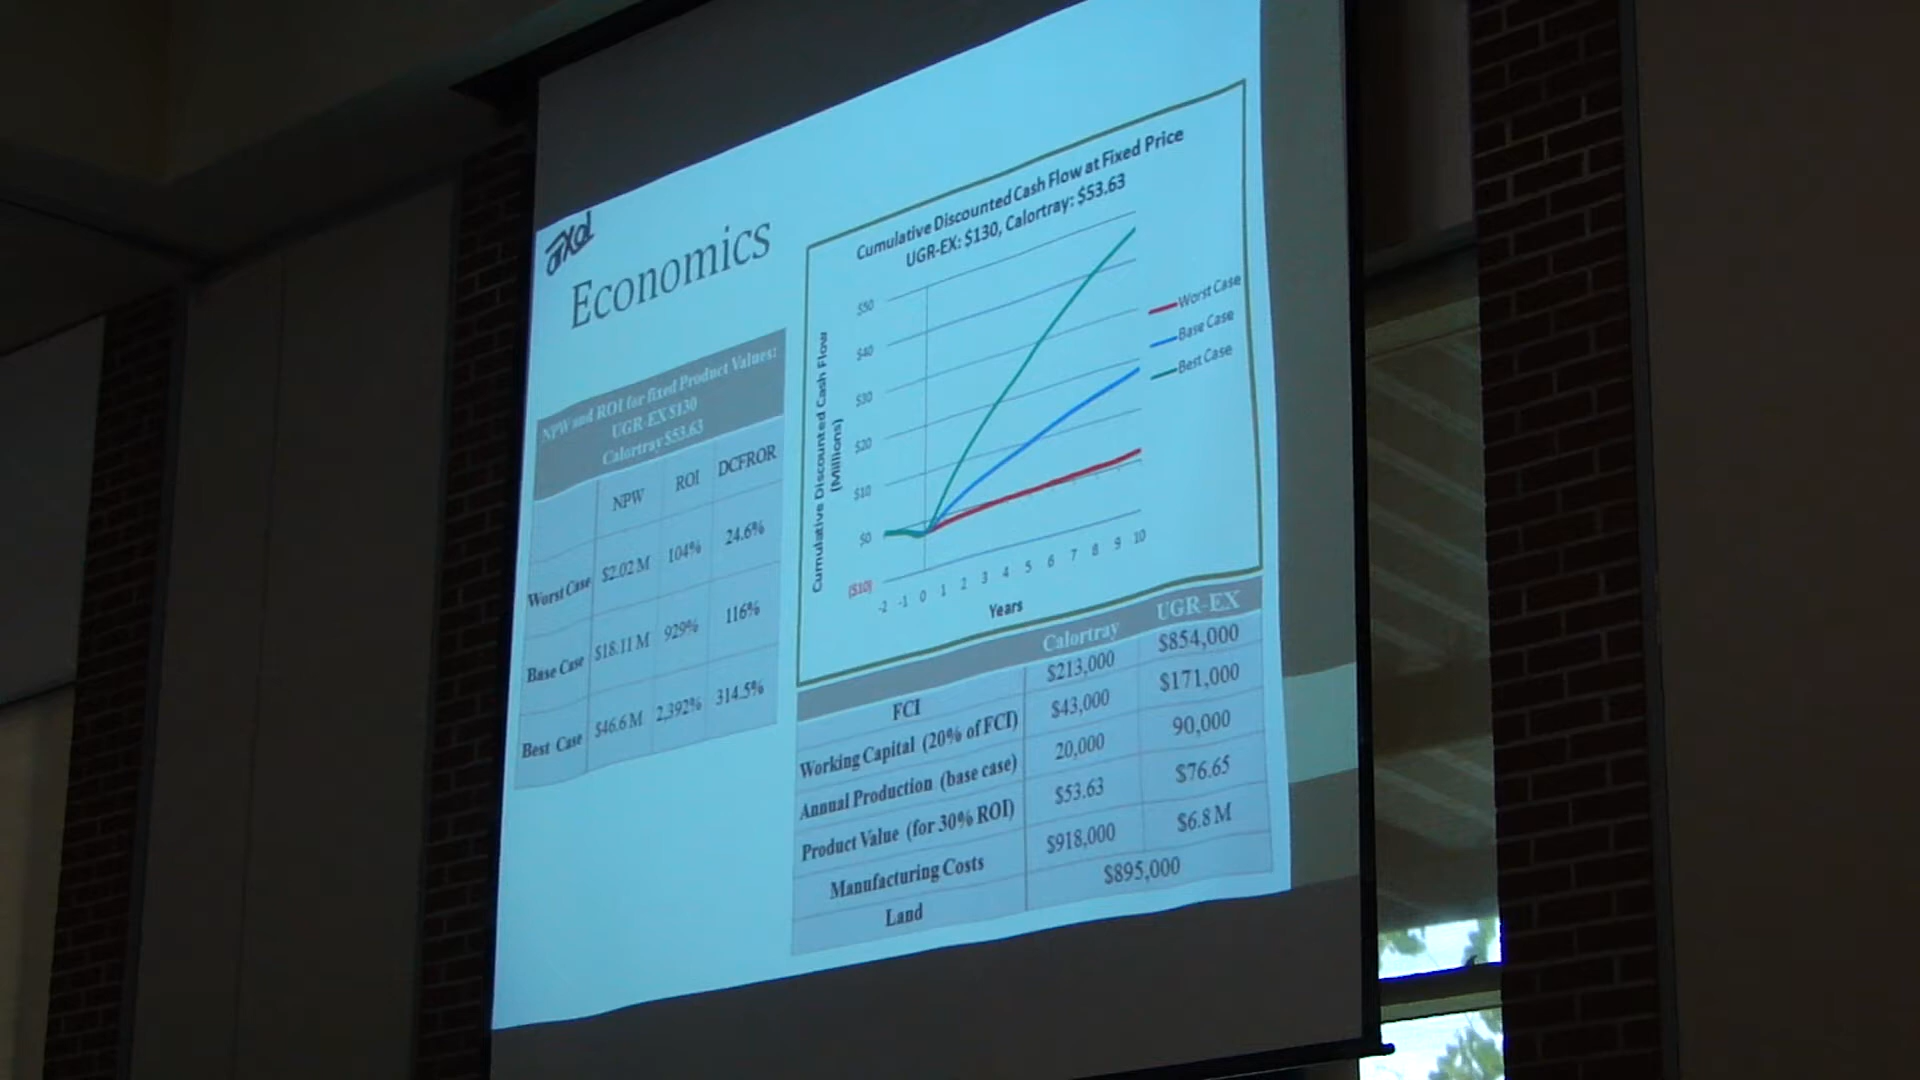 axd
Economics
NPW and ROI for fixed Product Values:
UGR-EX $130
Calortray $53.63
NPW ROI DCFROR
Worst Case $2.02 M 104% 24.6%
Base Case $18.11 M 929% 116%
Best Case $46.6 M 2,392% 314.5%
Cumulative Discounted Cash Flow at Fixed Price
UGR-EX: $130, Calortray: $53.63
Cumulative Discounted Cash Flow
(Millions)
$50
$40
$30
$20
$10
$0
($10)
-2 -1 0 1 2 3 4 5 6 7 8 9 10
Years
Worst Case
Base Case
Best Case
Calortray UGR-EX
FCI $213,000 $854,000
Working Capital (20% of FCI) $43,000 $171,000
Annual Production (base case) 20,000 90,000
Product Value (for 30% ROI) $53.63 $76.65
Manufacturing Costs $918,000 $6.8 M
Land $895,000